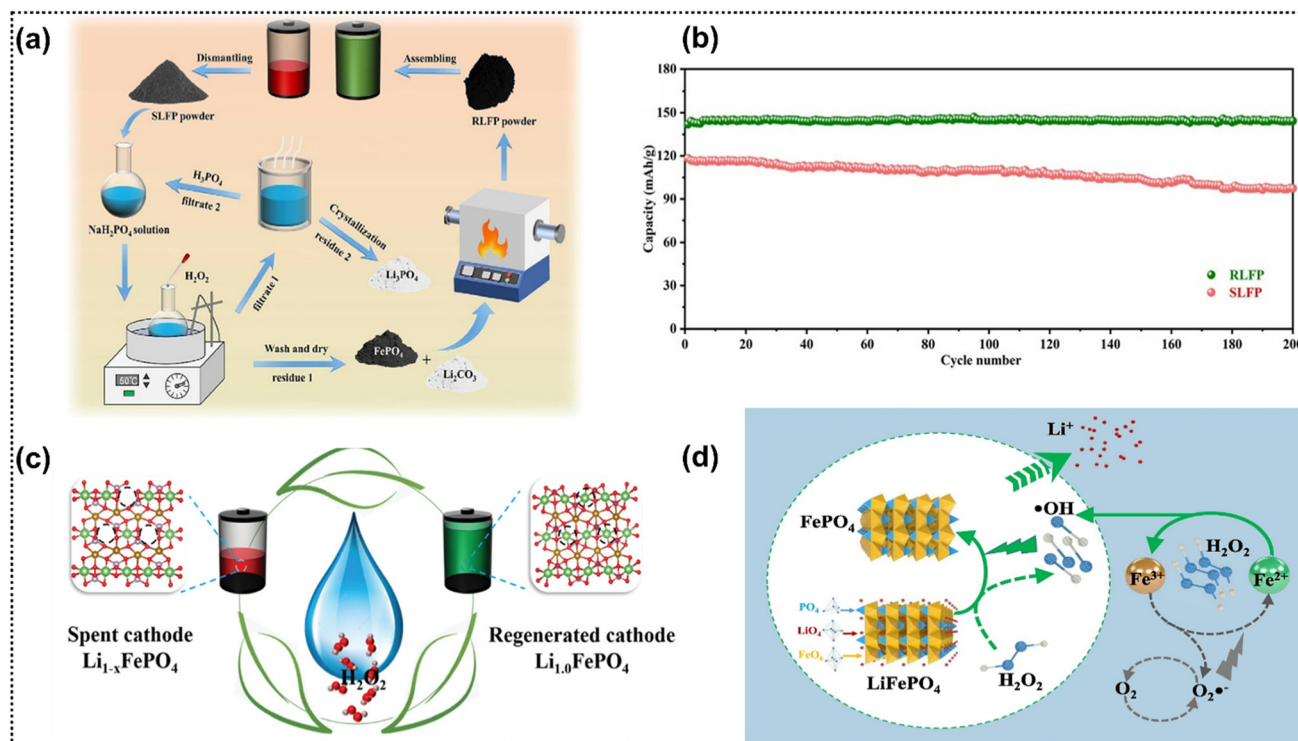 (a)
Dismantling
Assembling
SLFP powder
RLFP powder
H₃PO₄
filtrate 2
NaH₂PO₄ solution
Crystallization
residue 2
Li₃PO₄
H₂O₂
filtrate 1
50℃
Wash and dry
residue 1
FePO₄
+
Li₂CO₃
(b)
Capacity (mAh/g)
180
150
120
90
60
30
0
RLFP
SLFP
0 20 40 60 80 100 120 140 160 180 200
Cycle number
(c)
Spent cathode
Li₁₋ₓFePO₄
H₂O₂
Regenerated cathode
Li₁.₀FePO₄
(d)
Li⁺
FePO₄
•OH
H₂O₂
Fe³⁺
Fe²⁺
PO₄
LiO₄
FeO₆
LiFePO₄
H₂O₂
O₂
O₂•⁻